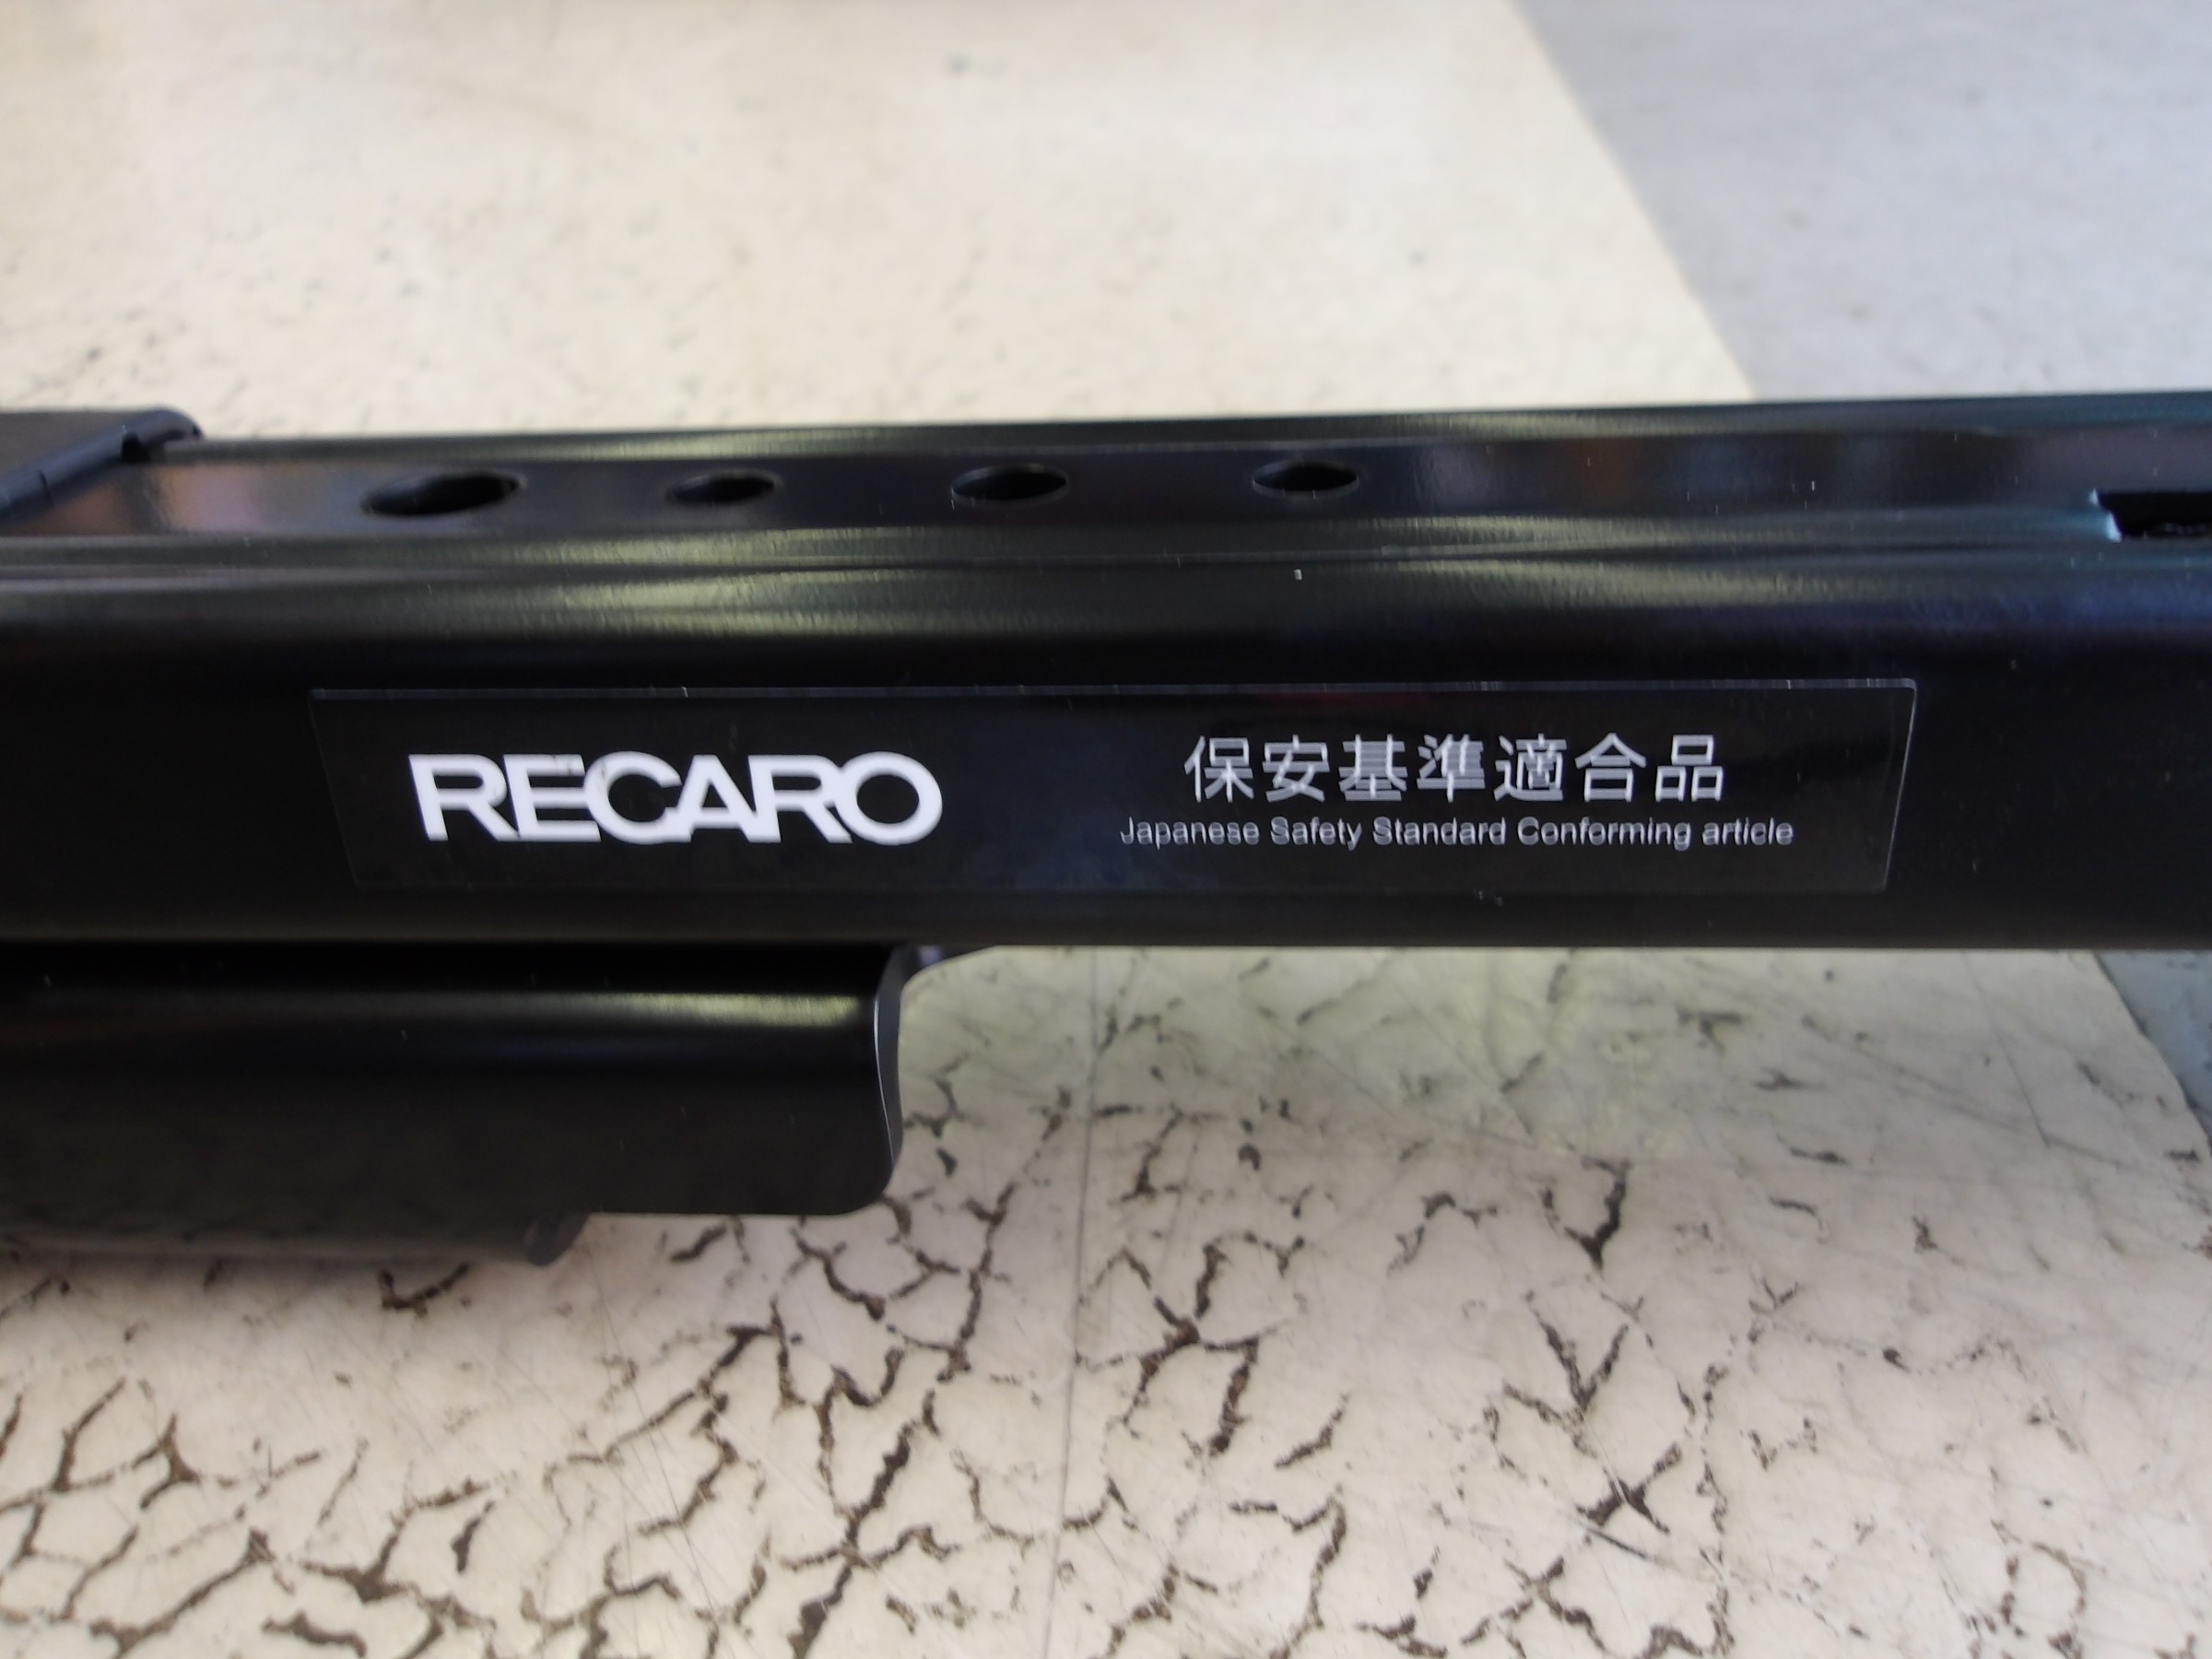 RECARO
保安基準適合品
Japanese Safety Standard Conforming article